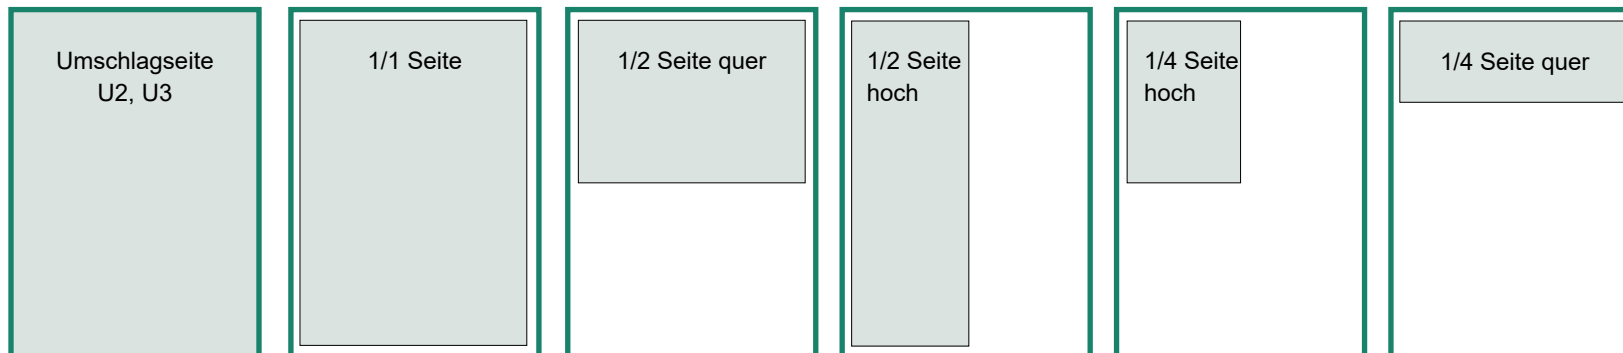 Umschlagseite
U2, U3
1/1 Seite
1/2 Seite quer
1/2 Seite
hoch
1/4 Seite
hoch
1/4 Seite quer